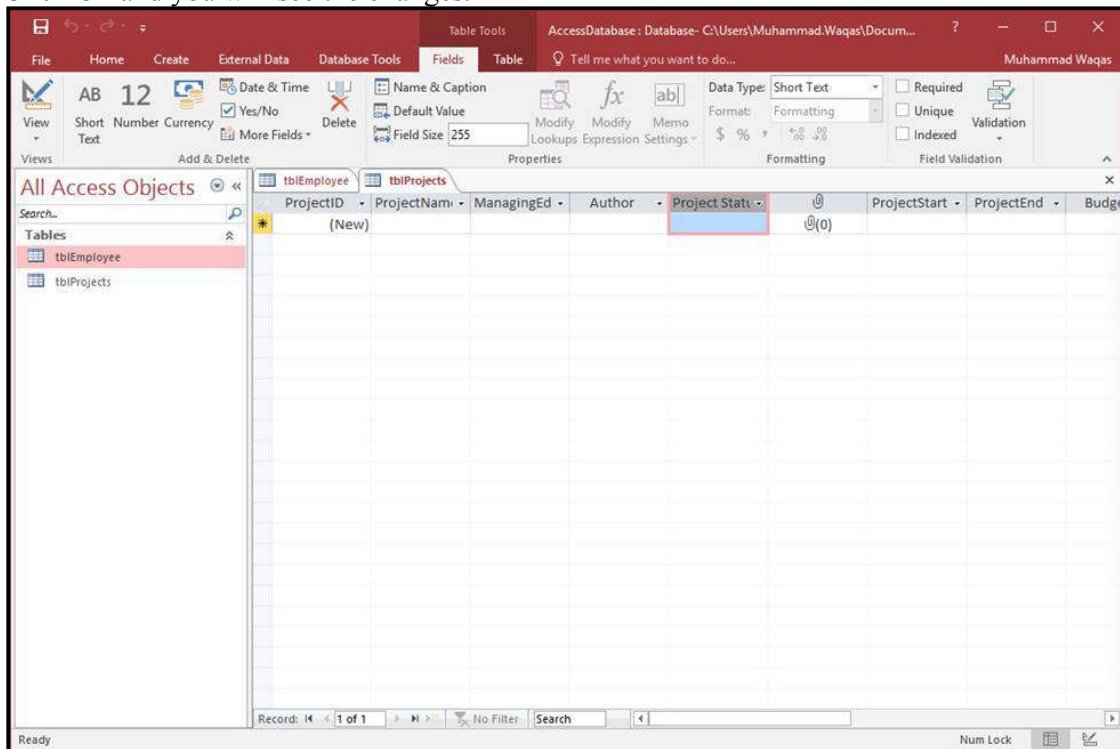 Table Tools AccessDatabase : Database- C:\Users\Muhammad.Waqas\Docum... ?
File Home Create External Data Database Tools Fields Table Tell me what you want to do... Muhammad Waqas
View
Views
AB Short Text
12 Number
Currency
Date & Time
Yes/No
More Fields
Delete
Add & Delete
Name & Caption
Default Value
Field Size 255
Modify Lookups
fx Modify Expression
ab Memo Settings
Properties
Data Type: Short Text
Format: Formatting
$ % , .00 .00
Formatting
Required
Unique
Indexed
Validation
Field Validation
All Access Objects
Search...
Tables
tblEmployee
tblProjects
tblEmployee tblProjects
ProjectID ProjectNam ManagingEd Author Project Statu ProjectStart ProjectEnd Budge
(New) (0)
Record: 1 of 1 No Filter Search
Ready Num Lock